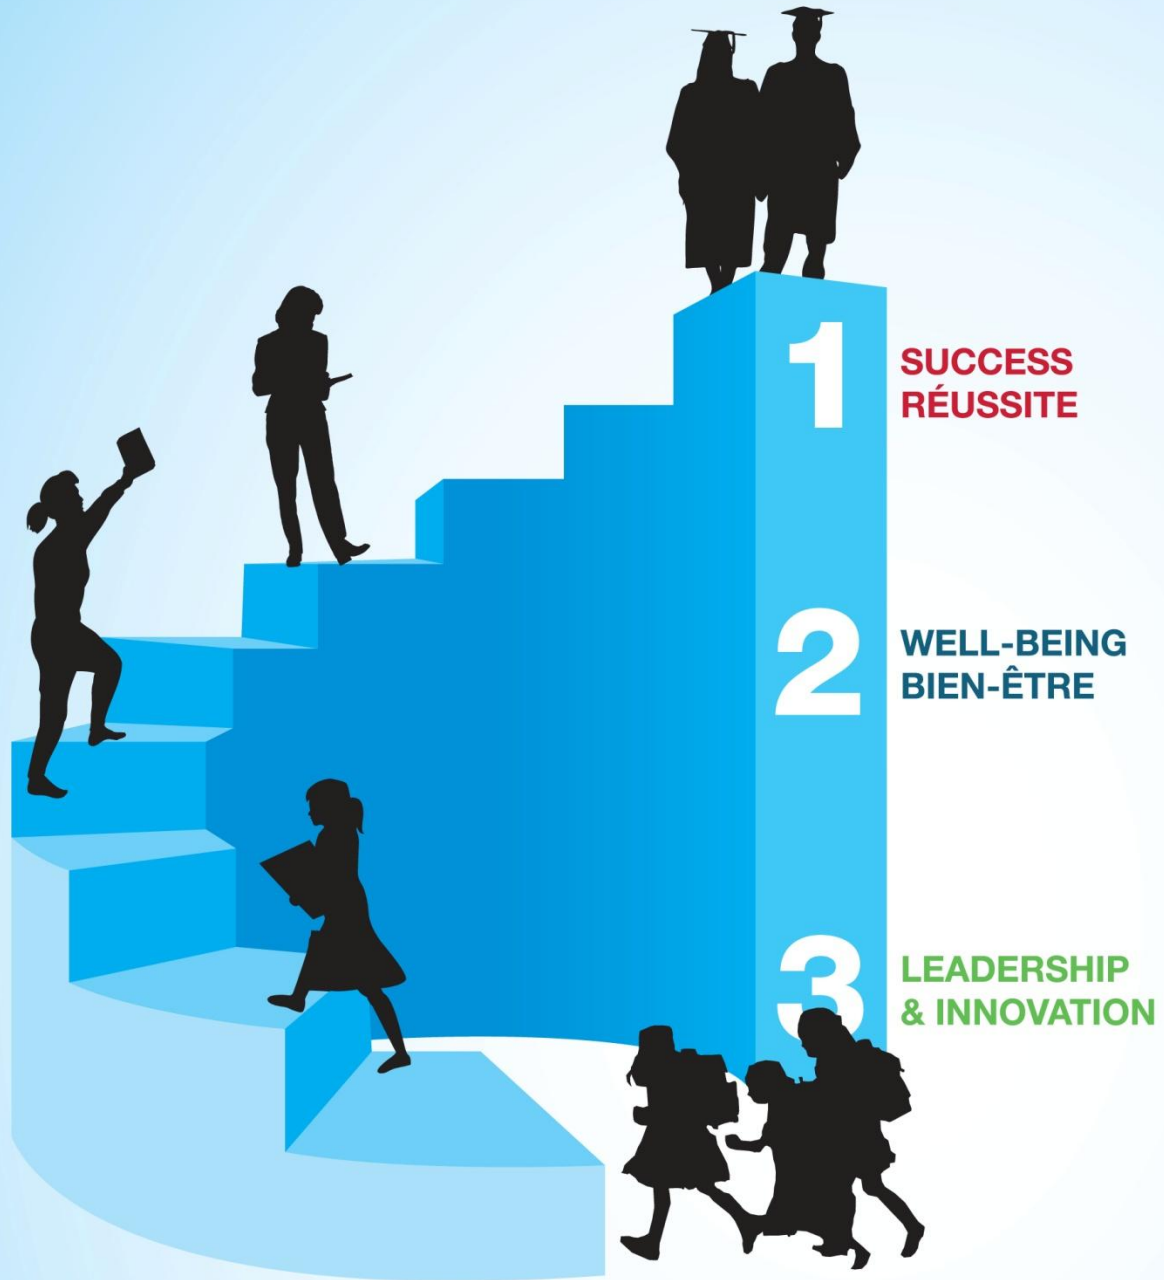 1
SUCCESS
RÉUSSITE
2
WELL-BEING
BIEN-ÊTRE
3
LEADERSHIP
& INNOVATION